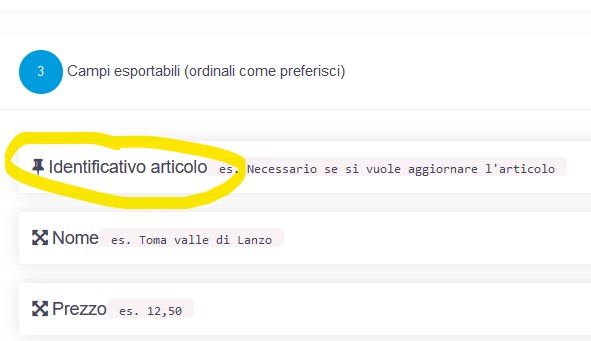 3 Campi esportabili (ordinali come preferisci)
Identificativo articolo es. Necessario se si vuole aggiornare l'articolo
Nome es. Toma valle di Lanzo
Prezzo es. 12,50